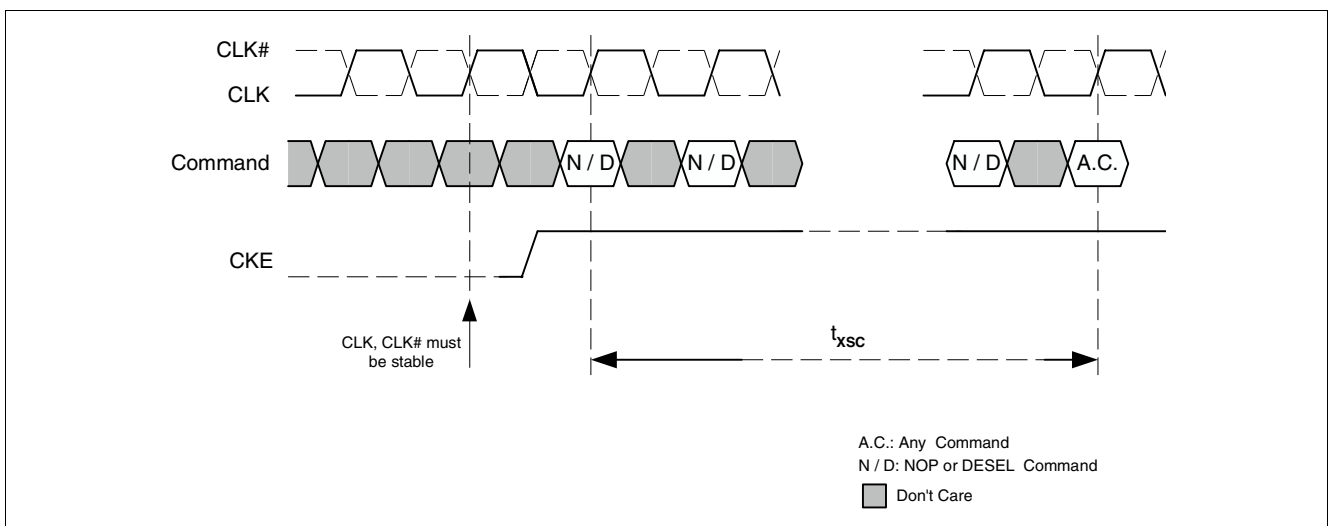 CLK#
CLK
Command
N / D
N / D
N / D
A.C.
CKE
CLK, CLK# must
be stable
tXSC
A.C.: Any Command
N / D: NOP or DESEL Command
Don't Care